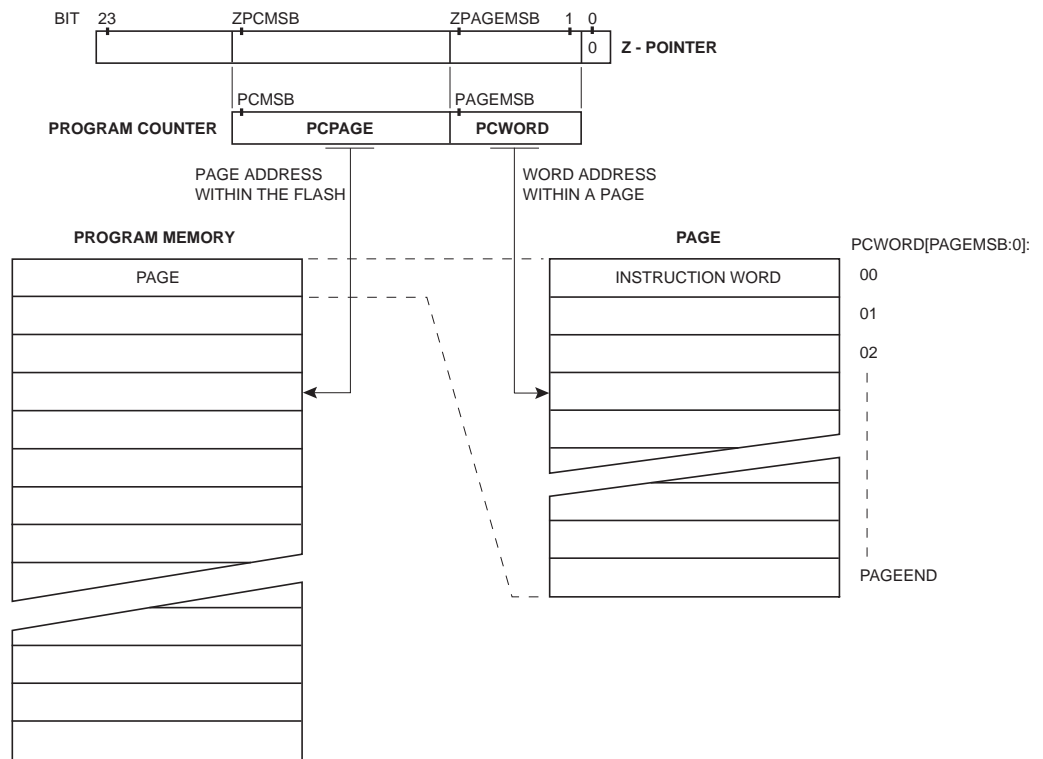 BIT 23 ZPCMSB ZPAGEMSB 1 0
0 Z - POINTER
PCMSB PAGEMSB
PROGRAM COUNTER PCPAGE PCWORD
PAGE ADDRESS
WITHIN THE FLASH
WORD ADDRESS
WITHIN A PAGE
PROGRAM MEMORY
PAGE
PAGE
INSTRUCTION WORD
PCWORD[PAGEMSB:0]:
00
01
02
PAGEEND